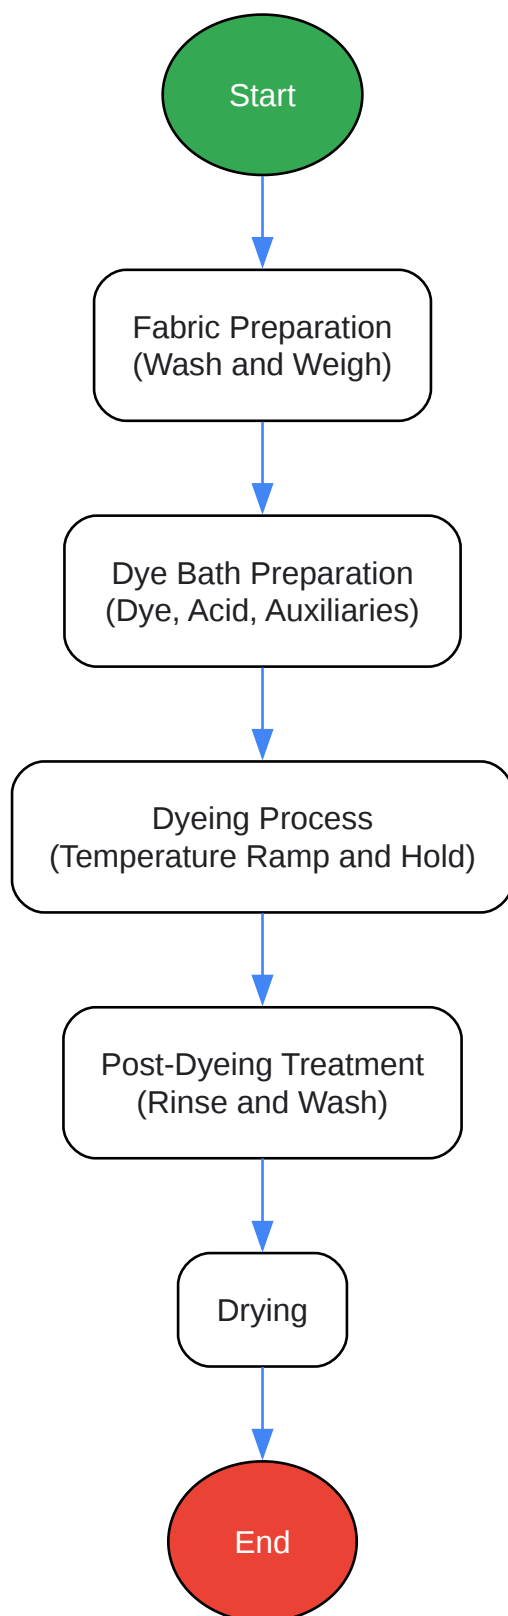 Start
Fabric Preparation
(Wash and Weigh)
Dye Bath Preparation
(Dye, Acid, Auxiliaries)
Dyeing Process
(Temperature Ramp and Hold)
Post-Dyeing Treatment
(Rinse and Wash)
Drying
End